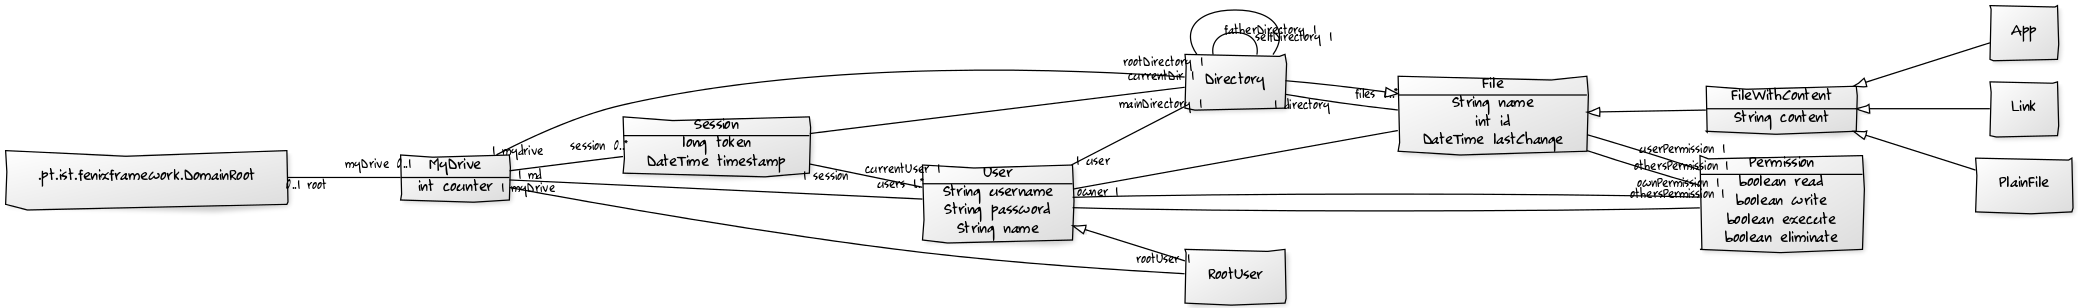 App
fatherDirectory 1
selfDirectory 1
rootDirectory 1
currentDir 1
Directory
mainDirectory 1
1 directory
files
File
String name
int id
DateTime lastChange
FileWithContent
String content
Link
PlainFile
Session
long token
DateTime timestamp
session 0..*
1 mydrive
.pt.ist.fenixframework.DomainRoot
0..1 root
myDrive 0..1
MyDrive
int counter
1 md
1 myDrive
1 session
currentUser 1
users 1..*
1 user
User
String username
String password
String name
owner 1
userPermission 1
othersPermission 1
ownPermission 1
othersPermission 1
Permission
boolean read
boolean write
boolean execute
boolean eliminate
rootUser 1
RootUser